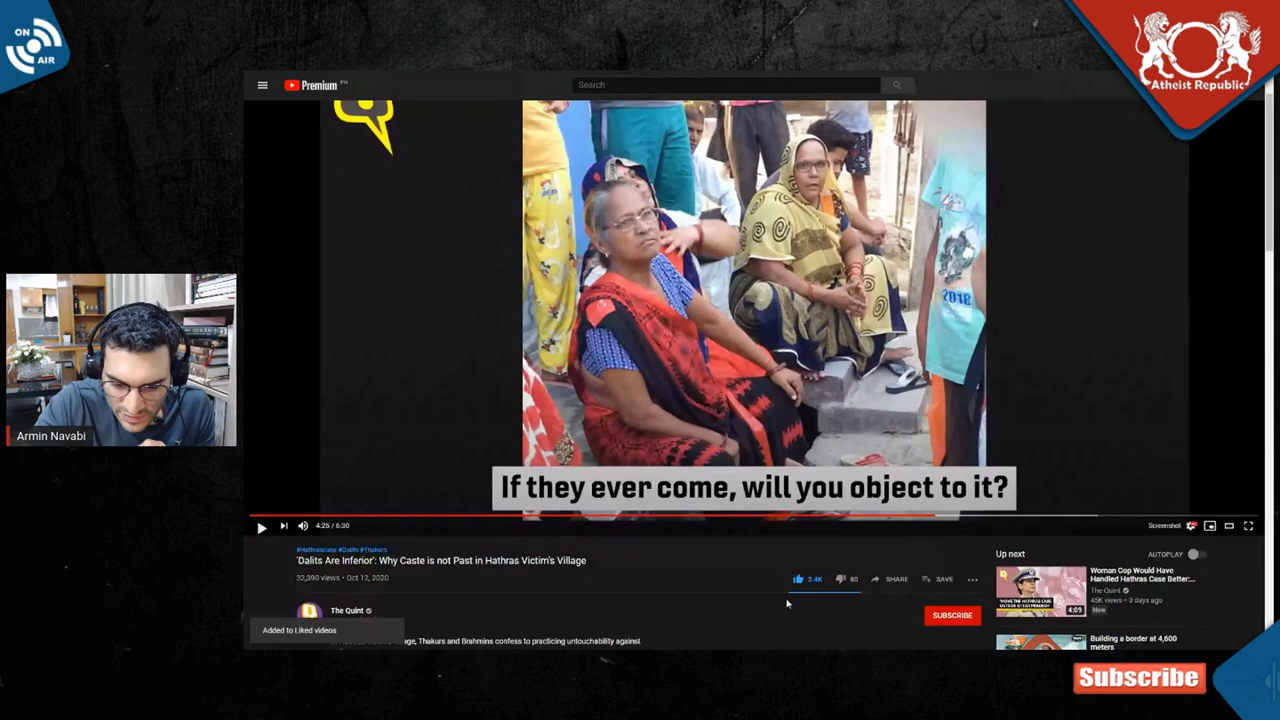 ON
AIR
Atheist Republic
Premium PH
Search
2018
If they ever come, will you object to it?
4:25 / 6:30
Screenshot
#Hathrascase #Dalits #Thakurs
'Dalits Are Inferior': Why Caste is not Past in Hathras Victim's Village
32,390 views • Oct 12, 2020
2.4K
80
SHARE
SAVE
The Quint
SUBSCRIBE
Added to Liked videos
age, Thakurs and Brahmins confess to practicing untouchability against
Up next
AUTOPLAY
Woman Cop Would Have
Handled Hathras Case Better:...
The Quint
45K views • 3 days ago
New
4:09
Building a border at 4,600
meters
Armin Navabi
Subscribe